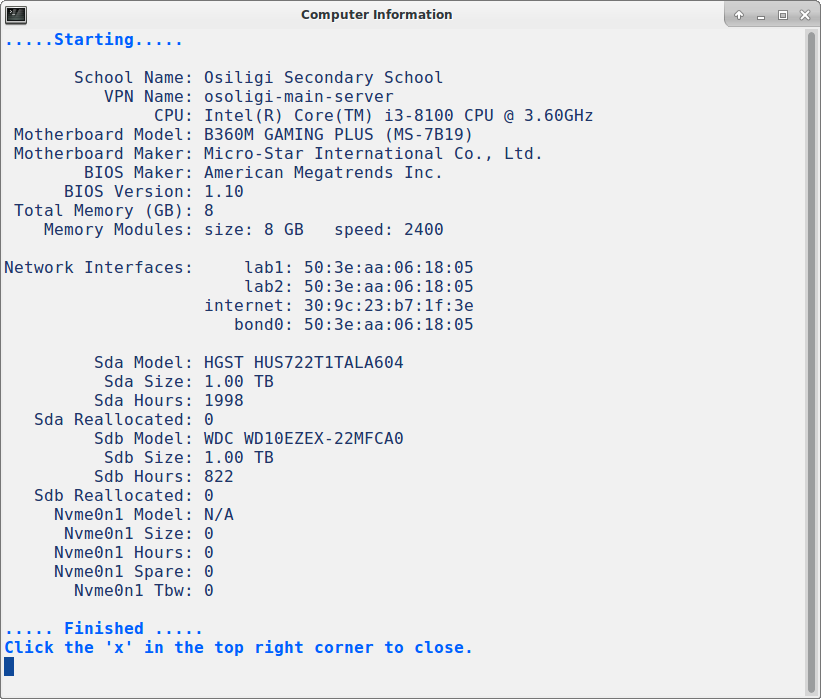 Computer Information
.....Starting.....
School Name: Osiligi Secondary School
VPN Name: osoligi-main-server
CPU: Intel(R) Core(TM) i3-8100 CPU @ 3.60GHz
Motherboard Model: B360M GAMING PLUS (MS-7B19)
Motherboard Maker: Micro-Star International Co., Ltd.
BIOS Maker: American Megatrends Inc.
BIOS Version: 1.10
Total Memory (GB): 8
Memory Modules: size: 8 GB   speed: 2400
Network Interfaces:     lab1: 50:3e:aa:06:18:05
lab2: 50:3e:aa:06:18:05
internet: 30:9c:23:b7:1f:3e
bond0: 50:3e:aa:06:18:05
Sda Model: HGST HUS722T1TALA604
Sda Size: 1.00 TB
Sda Hours: 1998
Sda Reallocated: 0
Sdb Model: WDC WD10EZEX-22MFCA0
Sdb Size: 1.00 TB
Sdb Hours: 822
Sdb Reallocated: 0
Nvme0n1 Model: N/A
Nvme0n1 Size: 0
Nvme0n1 Hours: 0
Nvme0n1 Spare: 0
Nvme0n1 Tbw: 0
..... Finished .....
Click the 'x' in the top right corner to close.